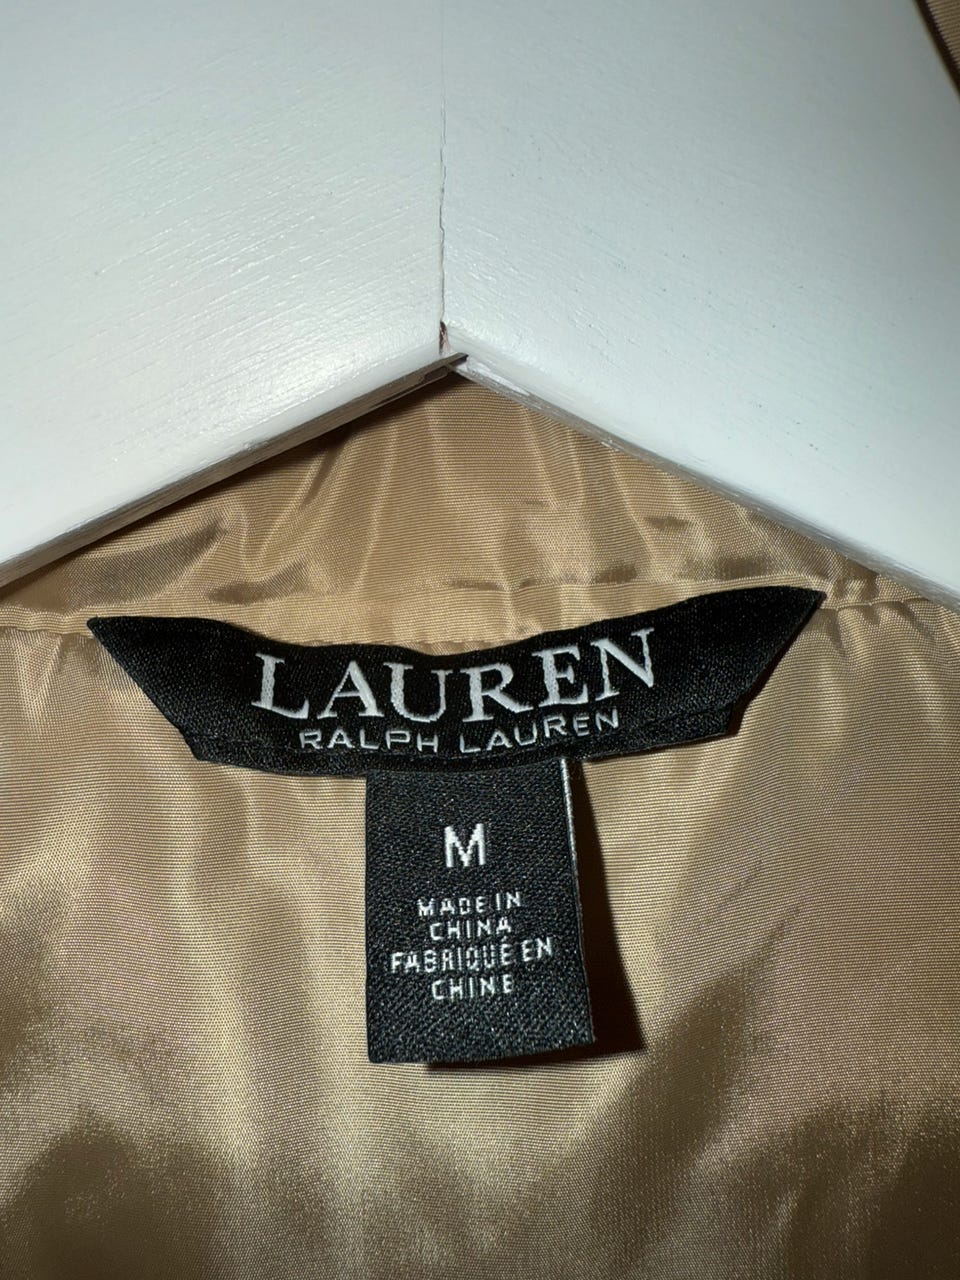 LAUREN
RALPH LAUREN
M
MADE IN
CHINA
FABRIQUÉ EN
CHINE